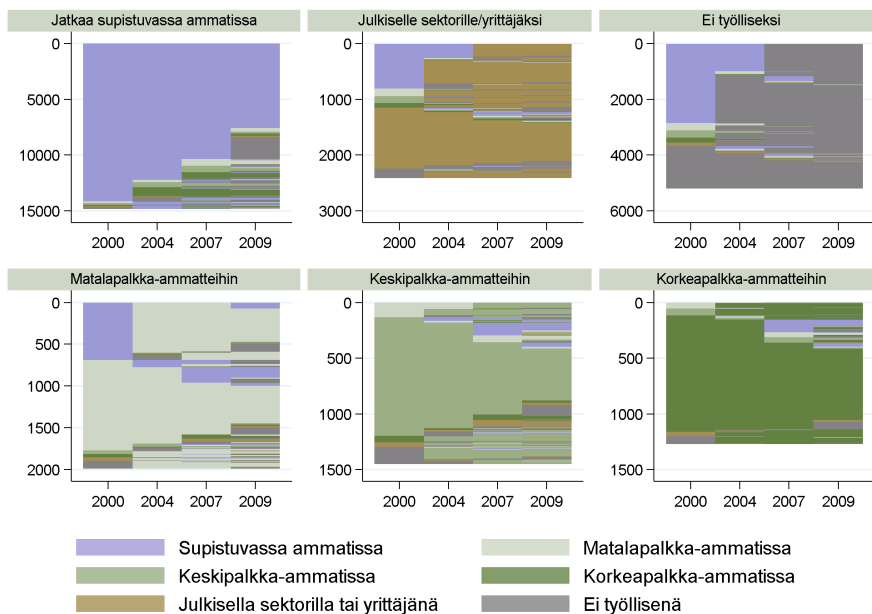 Jatkaa supistuvassa ammatissa
Julkiselle sektorille/yrittäjäksi
Ei työlliseksi
0
5000
10000
15000
2000 2004 2007 2009
0
1000
2000
3000
2000 2004 2007 2009
0
2000
4000
6000
2000 2004 2007 2009
Matalapalkka-ammatteihin
Keskipalkka-ammatteihin
Korkeapalkka-ammatteihin
0
500
1000
1500
2000
2000 2004 2007 2009
0
500
1000
1500
2000 2004 2007 2009
0
500
1000
1500
2000 2004 2007 2009
Supistuvassa ammatissa
Matalapalkka-ammatissa
Keskipalkka-ammatissa
Korkeapalkka-ammatissa
Julkisella sektorilla tai yrittäjänä
Ei työllisenä